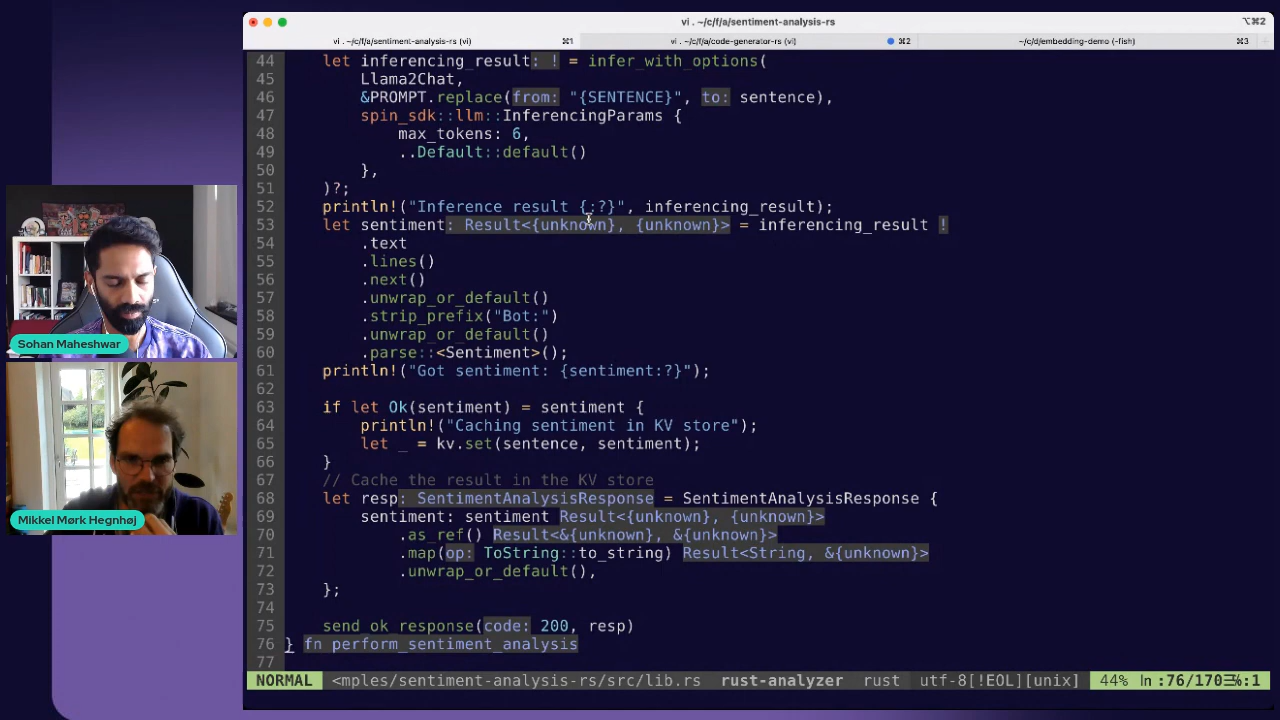 vi . ~/c/f/a/sentiment-analysis-rs
⌥⌘2
vi . ~/c/f/a/sentiment-analysis-rs (vi) ⌘1
vi . ~/c/f/a/code-generator-rs (vi) ⌘2
~/c/d/embedding-demo (-fish) ⌘3
44 let inferencing_result: ! = infer_with_options(
45 Llama2Chat,
46 &PROMPT.replace(from: "{SENTENCE}", to: sentence),
47 spin_sdk::llm::InferencingParams {
48 max_tokens: 6,
49 ..Default::default()
50 },
51 )?;
52 println!("Inference result {:?}", inferencing_result);
53 let sentiment: Result<{unknown}, {unknown}> = inferencing_result !
54 .text
55 .lines()
56 .next()
57 .unwrap_or_default()
58 .strip_prefix("Bot:")
59 .unwrap_or_default()
60 .parse::<Sentiment>();
61 println!("Got sentiment: {sentiment:?}");
62
63 if let Ok(sentiment) = sentiment {
64 println!("Caching sentiment in KV store");
65 let _ = kv.set(sentence, sentiment);
66 }
67 // Cache the result in the KV store
68 let resp: SentimentAnalysisResponse = SentimentAnalysisResponse {
69 sentiment: sentiment Result<{unknown}, {unknown}>
70 .as_ref() Result<&{unknown}, &{unknown}>
71 .map(op: ToString::to_string) Result<String, &{unknown}>
72 .unwrap_or_default(),
73 };
74
75 send_ok_response(code: 200, resp)
76 } fn perform_sentiment_analysis
77
NORMAL <mples/sentiment-analysis-rs/src/lib.rs rust-analyzer rust utf-8[!EOL][unix] 44% ln :76/170☰℅:1
Sohan Maheshwar
Mikkel Mørk Hegnhøj